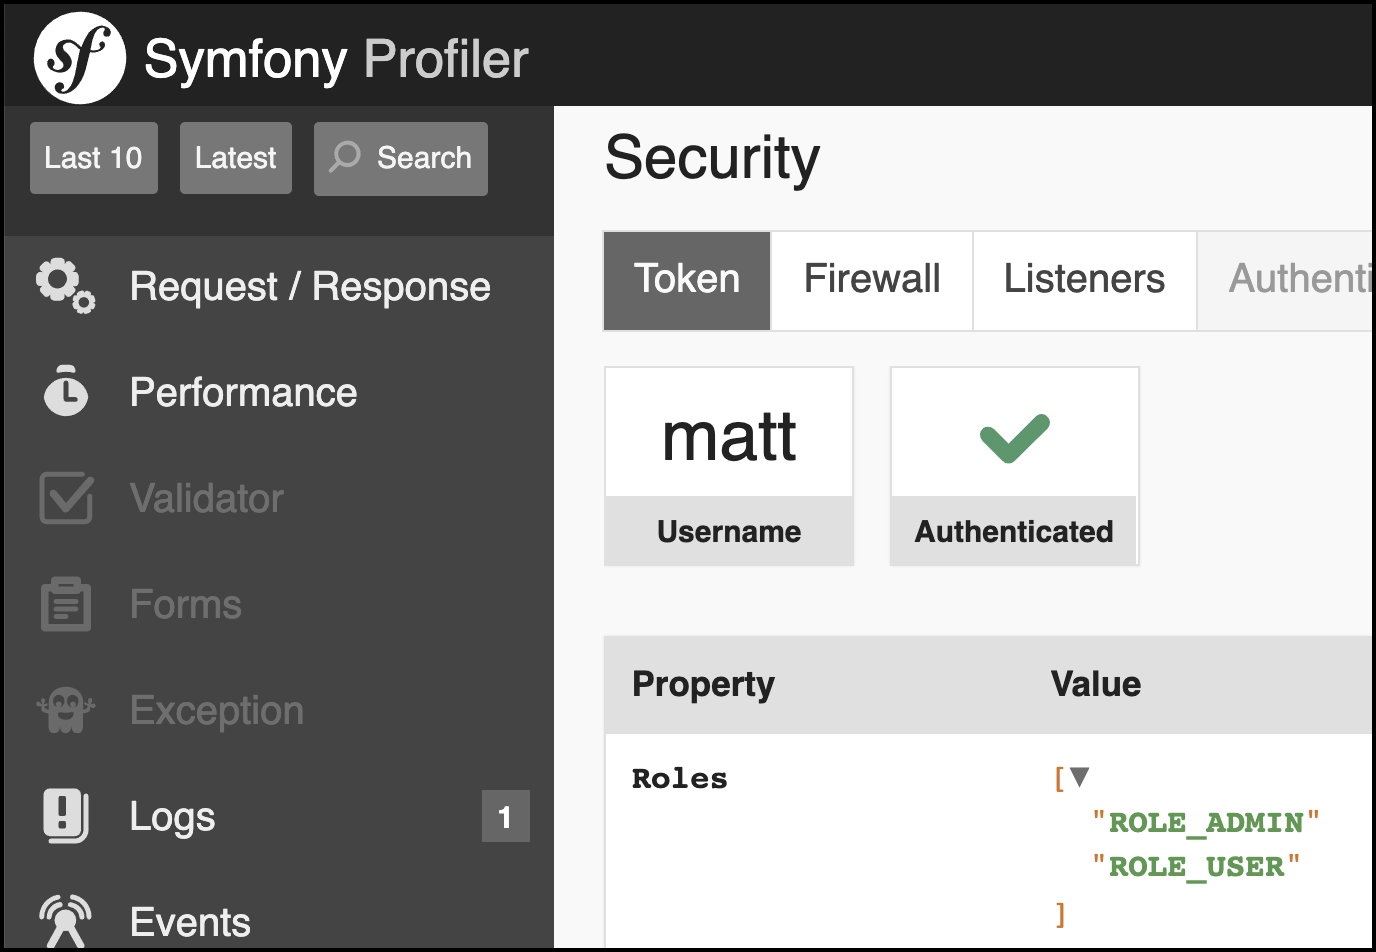 sf Symfony Profiler
Last 10 Latest Search
Request / Response
Performance
Validator
Forms
Exception
Logs 1
Events
Security
Token Firewall Listeners Authenti
matt
Username
Authenticated
Property Value
Roles [▼
"ROLE_ADMIN"
"ROLE_USER"
]